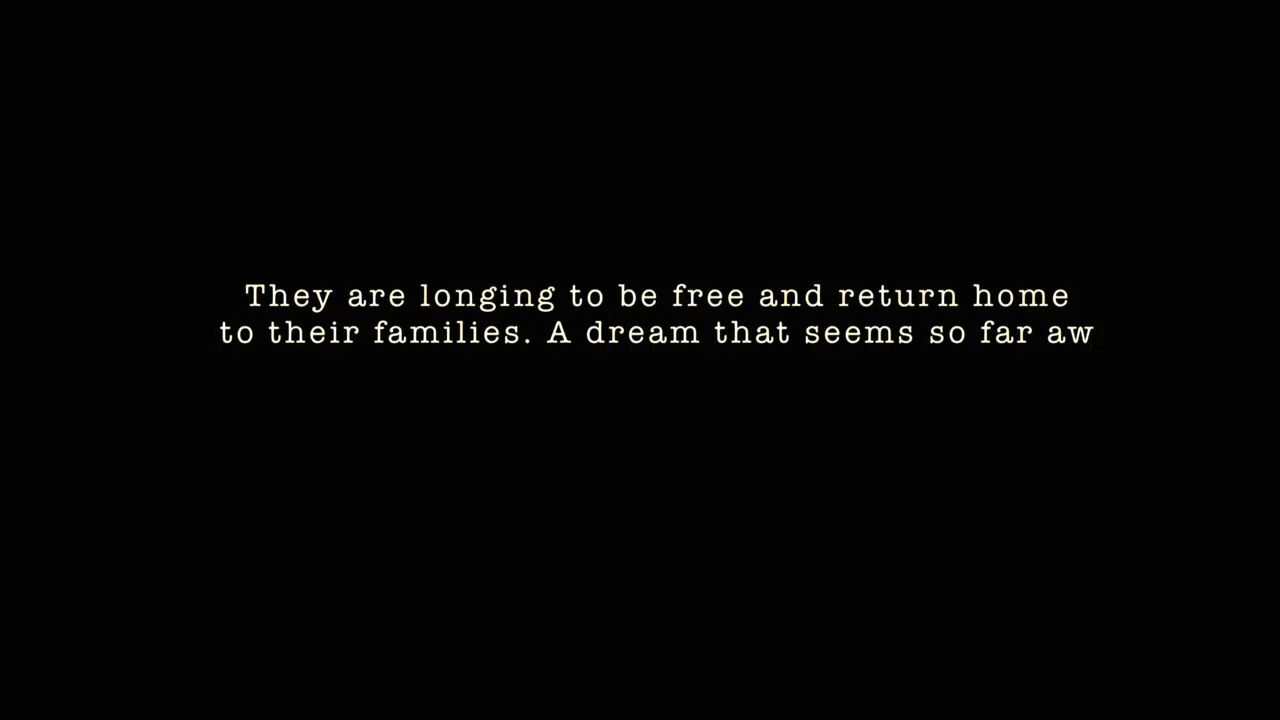 They are longing to be free and return home
to their families. A dream that seems so far aw